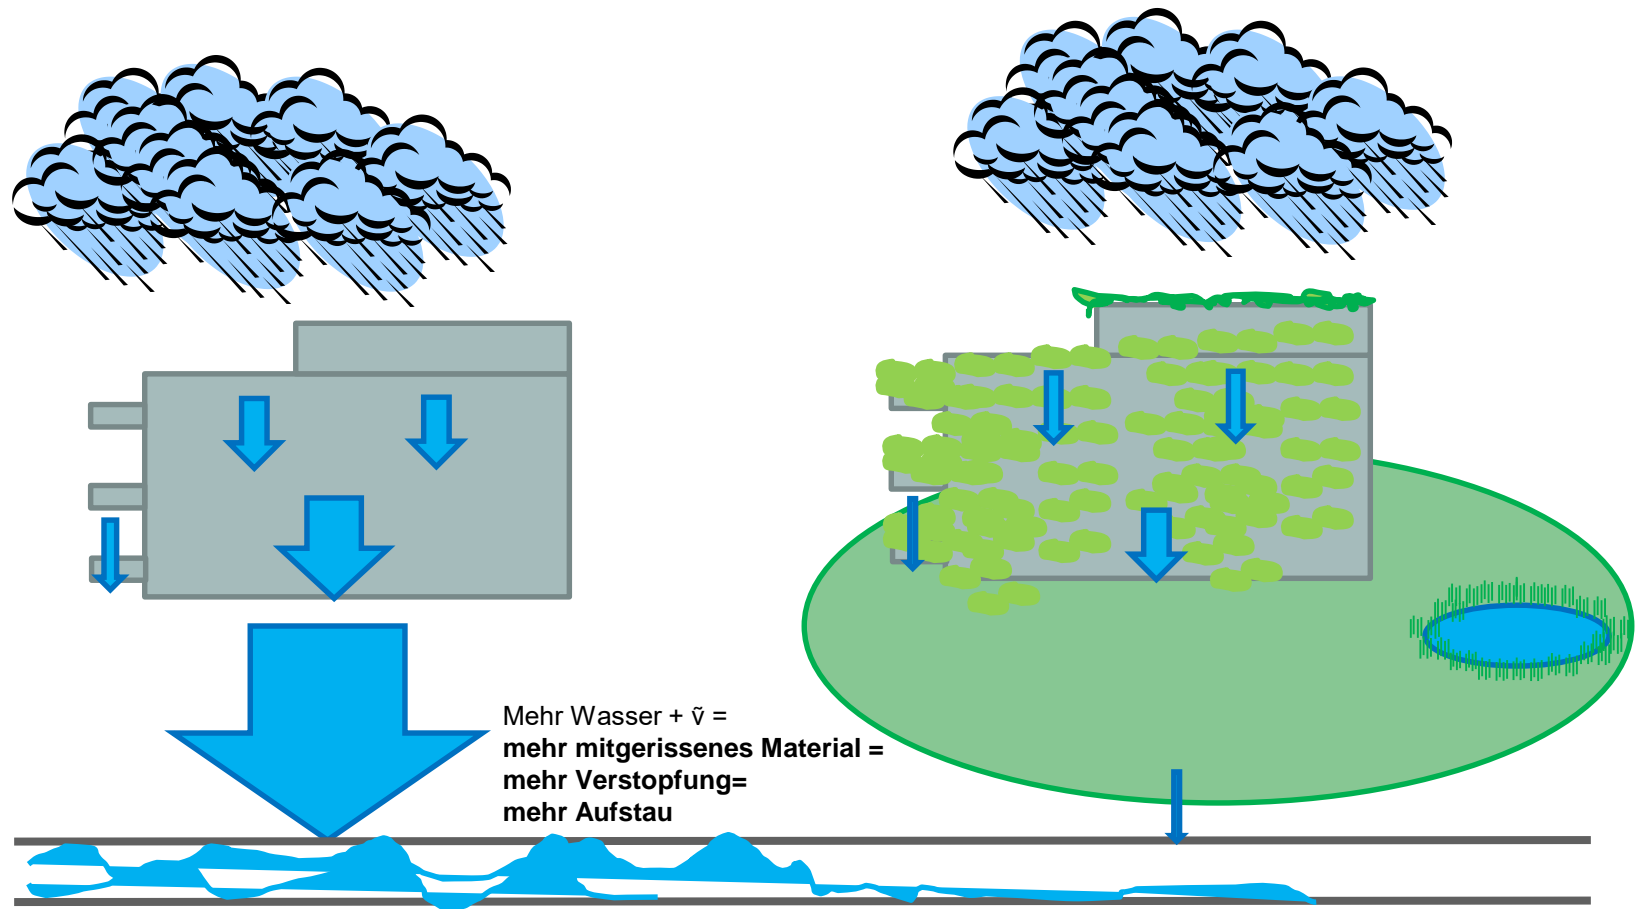 Mehr Wasser + ṽ =
mehr mitgerissenes Material =
mehr Verstopfung=
mehr Aufstau